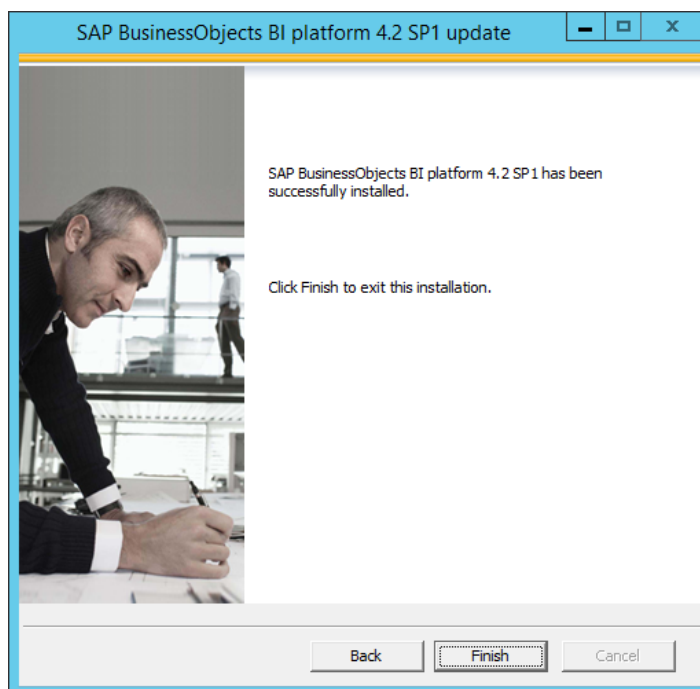 SAP BusinessObjects BI platform 4.2 SP1 update
SAP BusinessObjects BI platform 4.2 SP1 has been
successfully installed.
Click Finish to exit this installation.
Back
Finish
Cancel